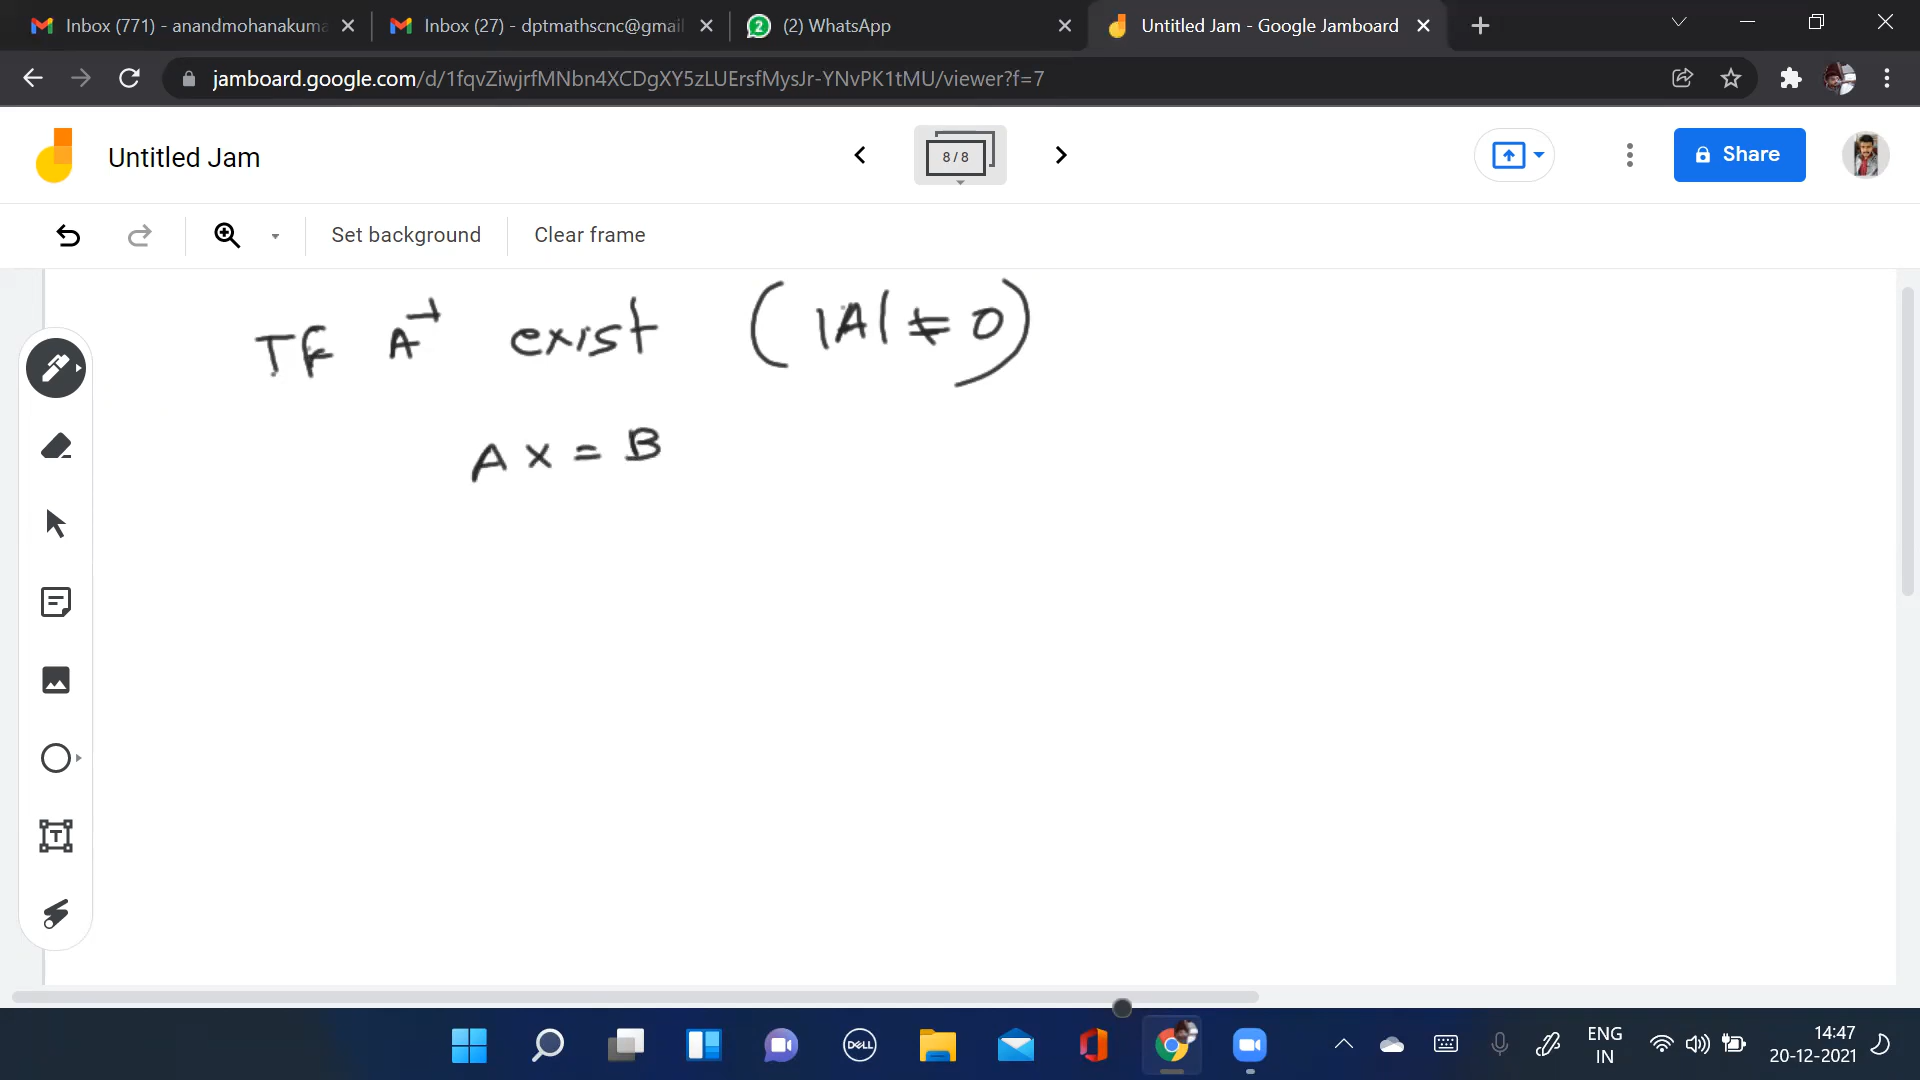 Inbox (771) - anandmohanakuma
Inbox (27) - dptmathscnc@gmail
2 (2) WhatsApp
Untitled Jam - Google Jamboard
jamboard.google.com/d/1fqvZiwjrfMNbn4XCDgXY5zLUErsfMysJr-YNvPK1tMU/viewer?f=7
Untitled Jam
8 / 8
Share
Set background
Clear frame
If A⁻¹ exist ( |A| ≠ 0 )
A X = B
T
DELL
ENG
IN
14:47
20-12-2021